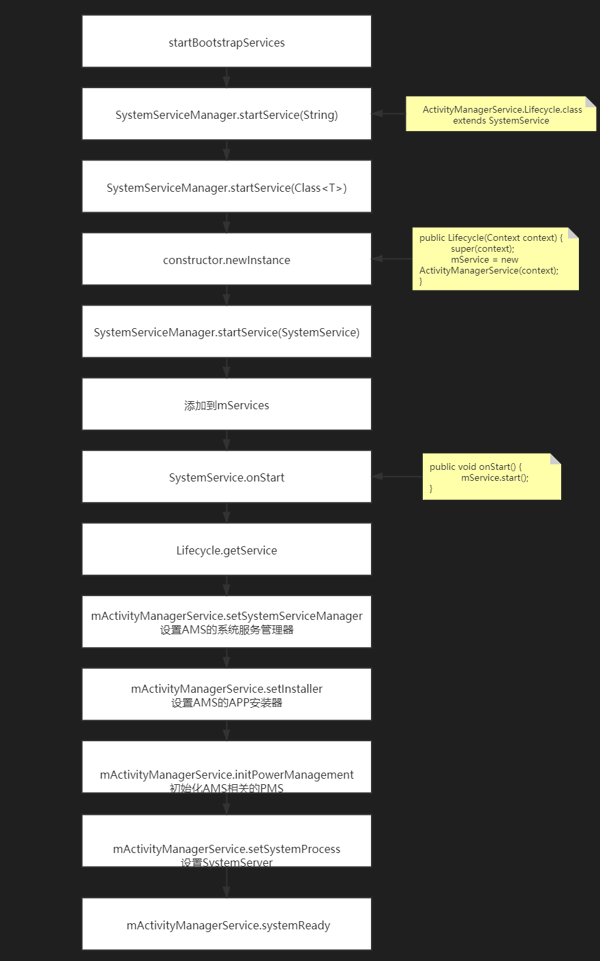 startBootstrapServices
SystemServiceManager.startService(String)
ActivityManagerService.Lifecycle.class
extends SystemService
SystemServiceManager.startService(Class<T>)
constructor.newInstance
public Lifecycle(Context context) {
super(context);
mService = new
ActivityManagerService(context);
}
SystemServiceManager.startService(SystemService)
添加到mServices
SystemService.onStart
public void onStart() {
mService.start();
}
Lifecycle.getService
mActivityManagerService.setSystemServiceManager
设置AMS的系统服务管理器
mActivityManagerService.setInstaller
设置AMS的APP安装器
mActivityManagerService.initPowerManagement
初始化AMS相关的PMS
mActivityManagerService.setSystemProcess
设置SystemServer
mActivityManagerService.systemReady